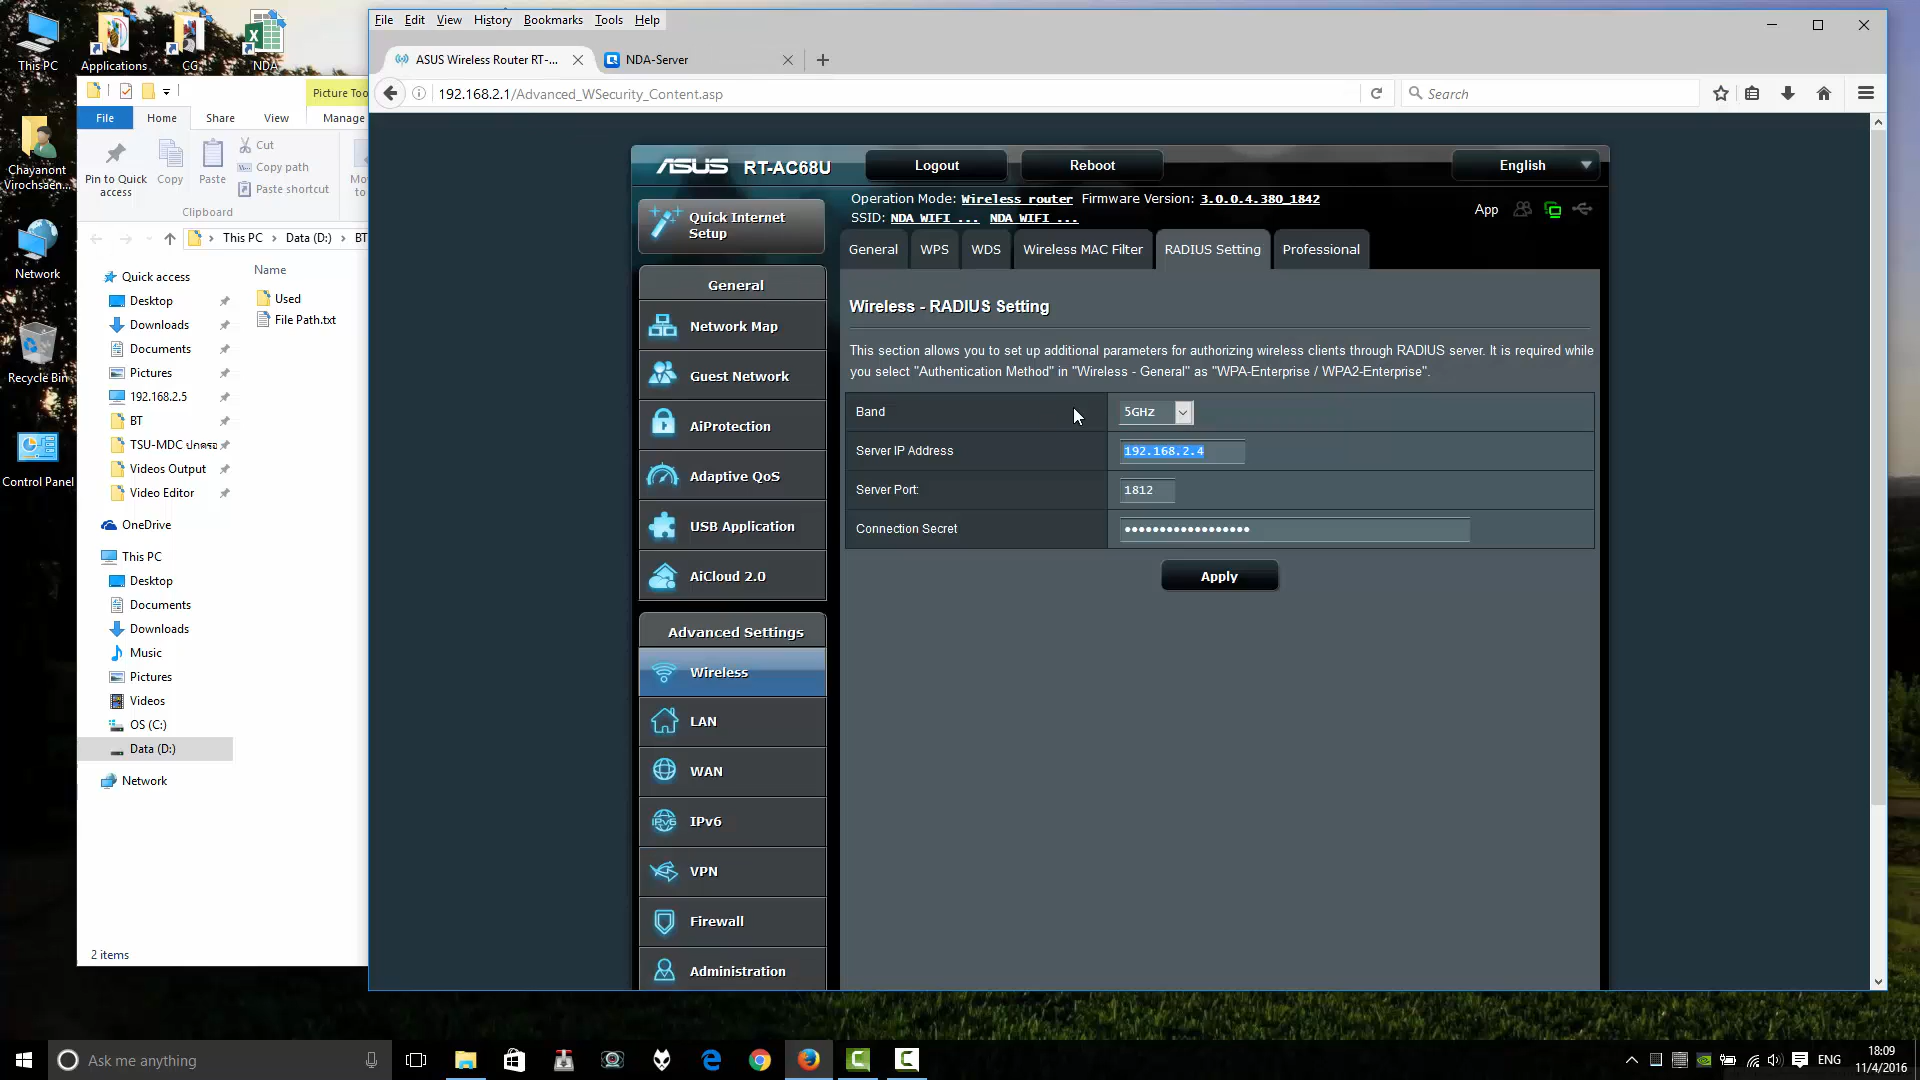 This PC
Applications
CG
NDA
Chayanont
Virochsaen...
Network
Recycle Bin
Control Panel
Picture Too
File
Home
Share
View
Manage
Pin to Quick
access
Copy
Paste
Cut
Copy path
Paste shortcut
Mov
to
Clipboard
This PC
Data (D:)
BT
Quick access
Desktop
Downloads
Documents
Pictures
192.168.2.5
BT
Videos Output
Video Editor
OneDrive
This PC
Desktop
Documents
Downloads
Music
Pictures
Videos
OS (C:)
Data (D:)
Network
Name
Used
File Path.txt
2 items
File Edit View History Bookmarks Tools Help
ASUS Wireless Router RT-...
NDA-Server
192.168.2.1/Advanced_WSecurity_Content.asp
Search
ASUS RT-AC68U
Logout
Reboot
English
Operation Mode: Wireless router Firmware Version: 3.0.0.4.380_1842
SSID: NDA WIFI ... NDA WIFI ...
App
Quick Internet
Setup
General
Network Map
Guest Network
AiProtection
Adaptive QoS
USB Application
AiCloud 2.0
Advanced Settings
Wireless
LAN
WAN
IPv6
VPN
Firewall
Administration
General
WPS
WDS
Wireless MAC Filter
RADIUS Setting
Professional
Wireless - RADIUS Setting
This section allows you to set up additional parameters for authorizing wireless clients through RADIUS server. It is required while
you select "Authentication Method" in "Wireless - General" as "WPA-Enterprise / WPA2-Enterprise".
Band
5GHz
Server IP Address
192.168.2.4
Server Port:
1812
Connection Secret
••••••••••••••••••
Apply
Ask me anything
ENG
18:09
11/4/2016